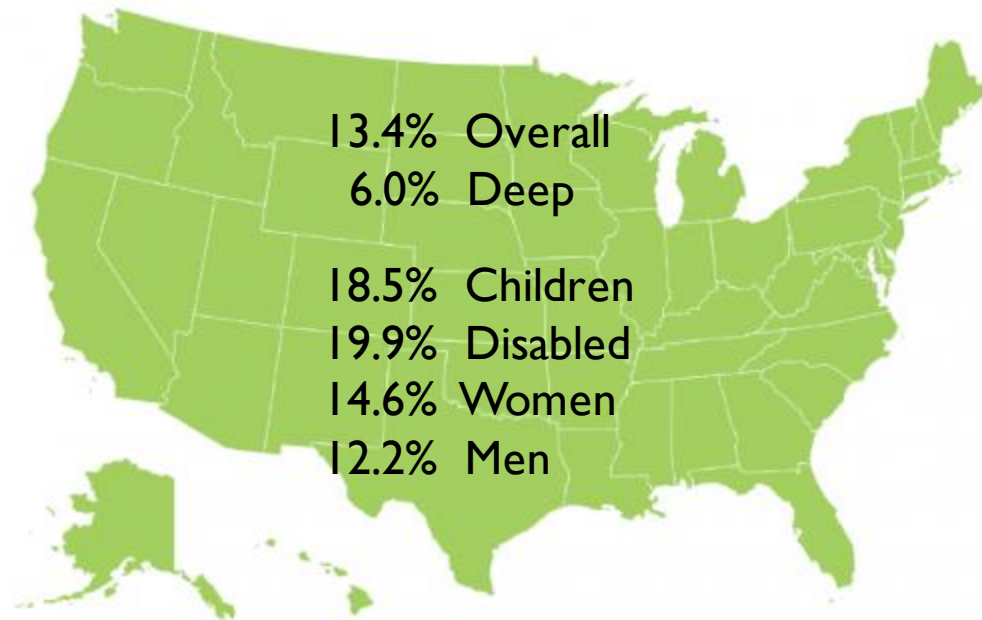 13.4% Overall
6.0% Deep
18.5% Children
19.9% Disabled
14.6% Women
12.2% Men